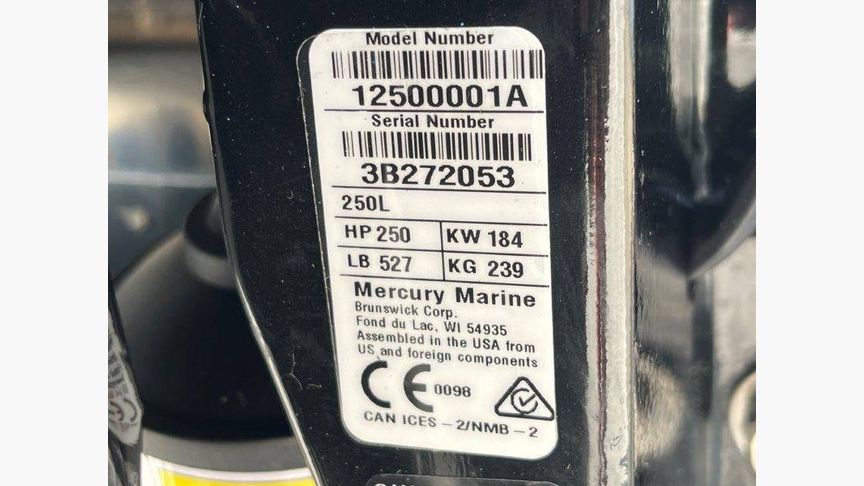 Model Number
12500001A
Serial Number
3B272053
250L
HP 250 KW 184
LB 527 KG 239
Mercury Marine
Brunswick Corp.
Fond du Lac, WI 54935
Assembled in the USA from
US and foreign components
CE 0098
CAN ICES - 2/NMB - 2